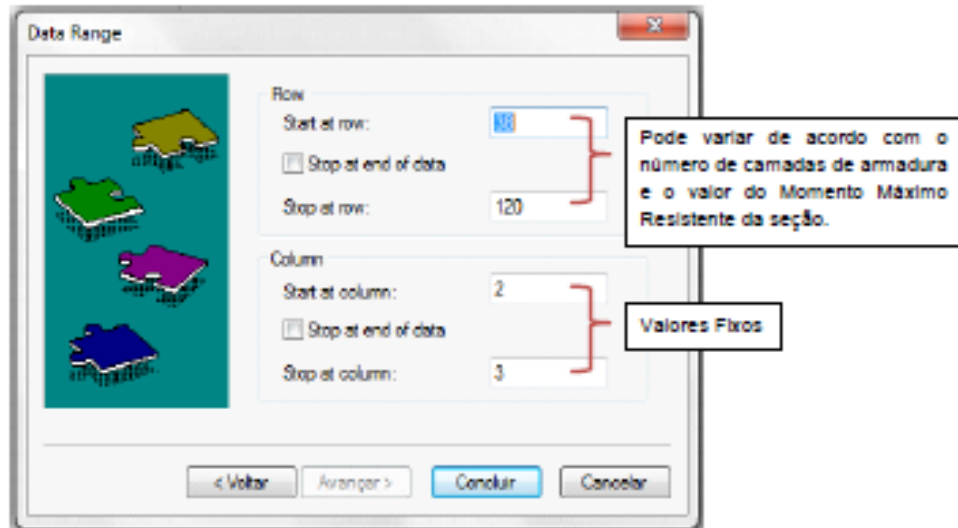 Data Range
Row
Start at row:
38
Stop at end of data
Stop at row:
120
Column
Start at column:
2
Stop at end of data
Stop at column:
3
< Voltar
Avançar >
Concluir
Cancelar
Pode variar de acordo com o
número de camadas de armadura
e o valor do Momento Máximo
Resistente da seção.
Valores Fixos